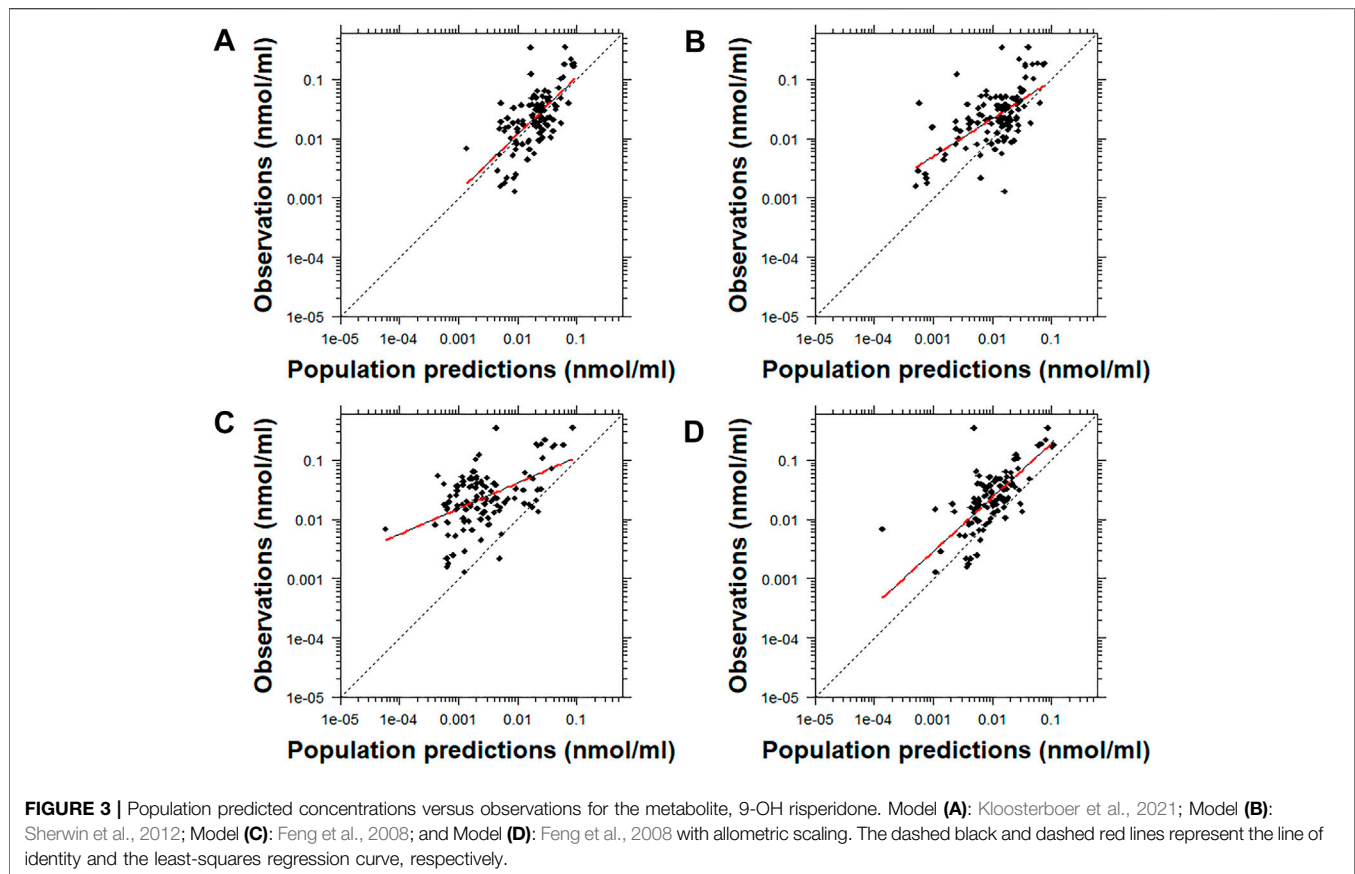 A
Observations (nmol/ml)
0.1
0.01
0.001
1e-04
1e-05
1e-05 1e-04 0.001 0.01 0.1
Population predictions (nmol/ml)
B
Observations (nmol/ml)
0.1
0.01
0.001
1e-04
1e-05
1e-05 1e-04 0.001 0.01 0.1
Population predictions (nmol/ml)
C
Observations (nmol/ml)
0.1
0.01
0.001
1e-04
1e-05
1e-05 1e-04 0.001 0.01 0.1
Population predictions (nmol/ml)
D
Observations (nmol/ml)
0.1
0.01
0.001
1e-04
1e-05
1e-05 1e-04 0.001 0.01 0.1
Population predictions (nmol/ml)
FIGURE 3 | Population predicted concentrations versus observations for the metabolite, 9-OH risperidone. Model (A): Kloosterboer et al., 2021; Model (B):
Sherwin et al., 2012; Model (C): Feng et al., 2008; and Model (D): Feng et al., 2008 with allometric scaling. The dashed black and dashed red lines represent the line of
identity and the least-squares regression curve, respectively.